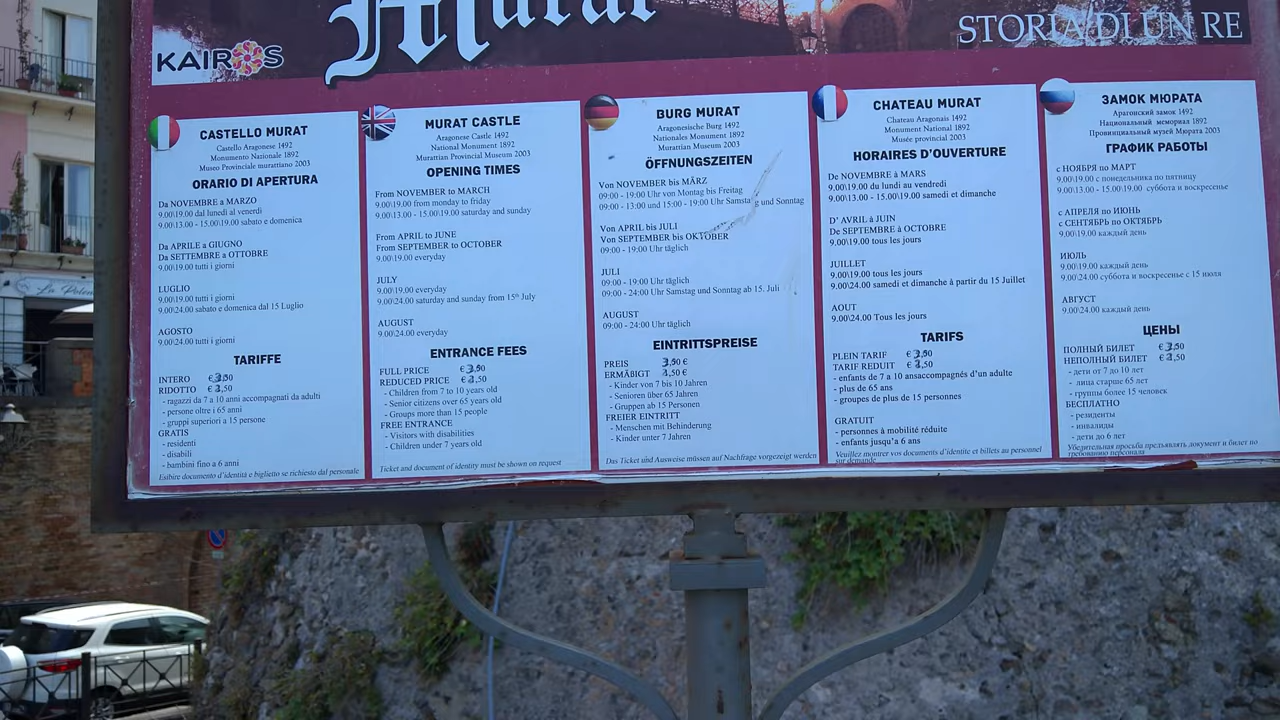 Murat
STORIA DI UN RE
KAIROS
CASTELLO MURAT
Castello Aragonese 1492
Monumento Nazionale 1892
Museo Provinciale murattiano 2003
ORARIO DI APERTURA
Da NOVEMBRE a MARZO
9.00\19.00 dal lunedì al venerdì
9.00\13.00 - 15.00\19.00 sabato e domenica
Da APRILE a GIUGNO
Da SETTEMBRE a OTTOBRE
9.00\19.00 tutti i giorni
LUGLIO
9.00\19.00 tutti i giorni
9.00\24.00 sabato e domenica dal 15 Luglio
AGOSTO
9.00\24.00 tutti i giorni
TARIFFE
INTERO € 3,50
RIDOTTO € 2,50
- ragazzi da 7 a 10 anni accompagnati da adulti
- persone oltre i 65 anni
- gruppi superiori a 15 persone
GRATIS
- residenti
- disabili
- bambini fino a 6 anni
Esibire documento d'identità e biglietto se richiesto dal personale
MURAT CASTLE
Aragonese Castle 1492
National Monument 1892
Murattian Provincial Museum 2003
OPENING TIMES
From NOVEMBER to MARCH
9.00\19.00 from monday to friday
9.00\13.00 - 15.00\19.00 saturday and sunday
From APRIL to JUNE
From SEPTEMBER to OCTOBER
9.00\19.00 everyday
JULY
9.00\19.00 everyday
9.00\24.00 saturday and sunday from 15th July
AUGUST
9.00\24.00 everyday
ENTRANCE FEES
FULL PRICE € 3,50
REDUCED PRICE € 2,50
- Children from 7 to 10 years old
- Senior citizens over 65 years old
- Groups more than 15 people
FREE ENTRANCE
- Visitors with disabilities
- Children under 7 years old
Ticket and document of identity must be shown on request
BURG MURAT
Aragonesische Burg 1492
Nationales Monument 1892
Murattian Museum 2003
ÖFFNUNGSZEITEN
Von NOVEMBER bis MÄRZ
09:00 - 19:00 Uhr von Montag bis Freitag
09:00 - 13:00 und 15:00 - 19:00 Uhr Samsta g und Sonntag
Von APRIL bis JULI
Von SEPTEMBER bis OKTOBER
09:00 - 19:00 Uhr täglich
JULI
09:00 - 19:00 Uhr täglich
09:00 - 24:00 Uhr Samstag und Sonntag ab 15. Juli
AUGUST
09:00 - 24:00 Uhr täglich
EINTRITTSPREISE
PREIS 3,50 €
ERMÄBIGT 2,50 €
- Kinder von 7 bis 10 Jahren
- Senioren über 65 Jahren
- Gruppen ab 15 Personen
FREIER EINTRITT
- Menschen mit Behinderung
- Kinder unter 7 Jahren
Das Ticket und Ausweise müssen auf Nachfrage vorgezeigt werden
CHATEAU MURAT
Chateau Aragonais 1492
Monument National 1892
Musée provincial 2003
HORAIRES D'OUVERTURE
De NOVEMBRE à MARS
9.00\19.00 du lundi au vendredi
9.00\13.00 - 15.00\19.00 samedi et dimanche
D' AVRIL à JUIN
De SEPTEMBRE à OCTOBRE
9.00\19.00 tous les jours
JUILLET
9.00\19.00 tous les jours
9.00\24.00 samedi et dimanche à partir du 15 Juillet
AOUT
9.00\24.00 Tous les jours
TARIFS
PLEIN TARIF € 3,50
TARIF REDUIT € 2,50
- enfants de 7 a 10 ansaccompagnés d'un adulte
- plus de 65 ans
- groupes de plus de 15 personnes
GRATUIT
- personnes à mobilité réduite
- enfants jusqu'a 6 ans
Veuillez montrer vos documents d'identite et billets au personnel
sur demande
ЗАМОК МЮРАТА
Арагонский замок 1492
Национальный мемориал 1892
Провинциальный музей Мюрата 2003
ГРАФИК РАБОТЫ
с НОЯБРЯ по МАРТ
9.00\19.00 с понедельника по пятницу
9.00\13.00 - 15.00\19.00 суббота и воскресенье
с АПРЕЛЯ по ИЮНЬ
с СЕНТЯБРЬ по ОКТЯБРЬ
9.00\19.00 каждый день
ИЮЛЬ
9.00\19.00 каждый день
9.00\24.00 суббота и воскресенье с 15 июля
АВГУСТ
9.00\24.00 каждый день
ЦЕНЫ
ПОЛНЫЙ БИЛЕТ € 3,50
НЕПОЛНЫЙ БИЛЕТ € 2,50
- дети от 7 до 10 лет
- лица старше 65 лет
- группы более 15 человек
БЕСПЛАТНО
- резиденты
- инвалиды
- дети до 6 лет
Убедительная просьба предъявлять документ и билет по
требованию персонала